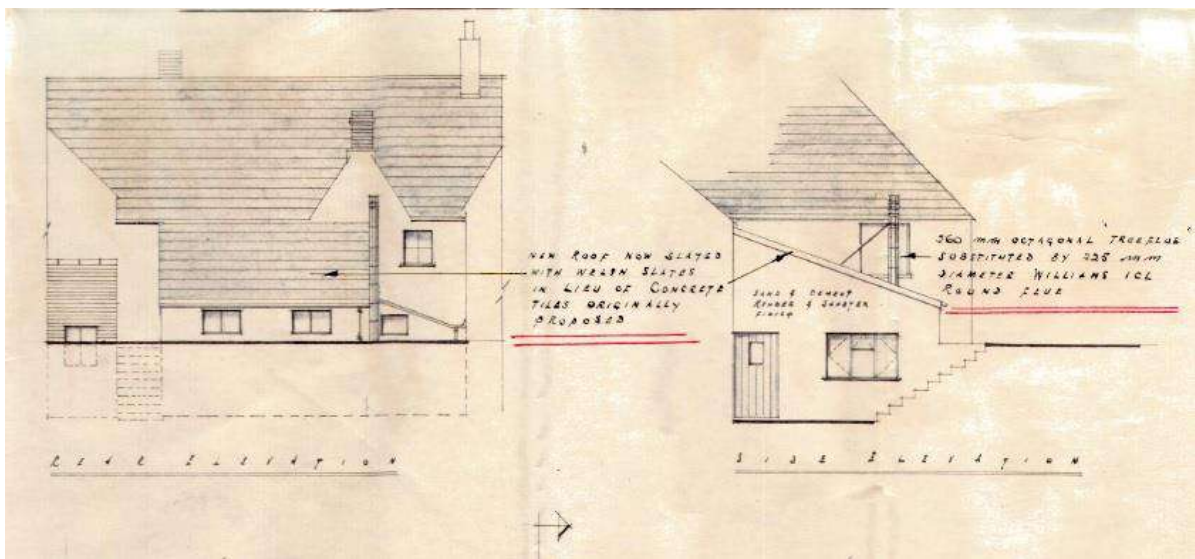 NEW ROOF NOW SLATED
WITH WELSH SLATES
IN LIEU OF CONCRETE
TILES ORIGINALLY
PROPOSED
SAND & CEMENT
RENDER &
FINISH
360 MM OCTAGONAL TRUEFLUE
SUBSTITUTED BY 225 MM
DIAMETER WILLIAMS ICL
ROUND FLUE
REAR ELEVATION
SIDE ELEVATION